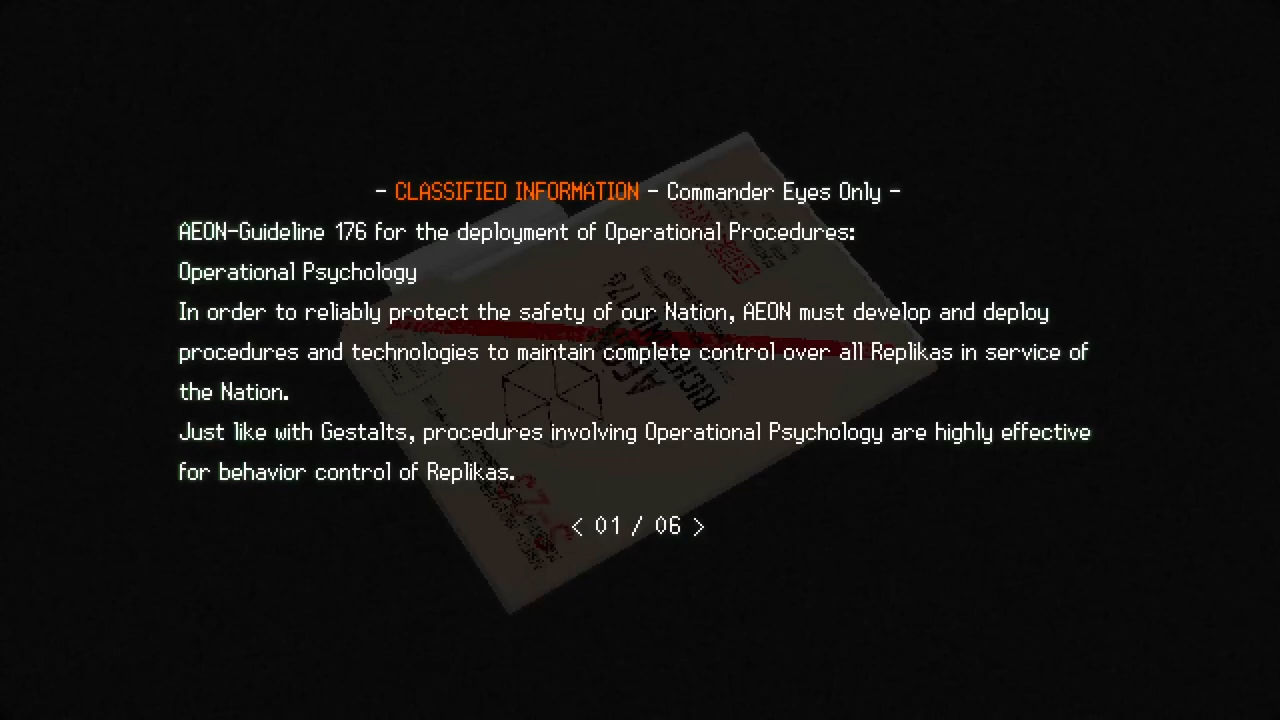 - CLASSIFIED INFORMATION - Commander Eyes Only -
AEON-Guideline 176 for the deployment of Operational Procedures:
Operational Psychology
In order to reliably protect the safety of our Nation, AEON must develop and deploy
procedures and technologies to maintain complete control over all Replikas in service of
the Nation.
Just like with Gestalts, procedures involving Operational Psychology are highly effective
for behavior control of Replikas.
< 01 / 06 >